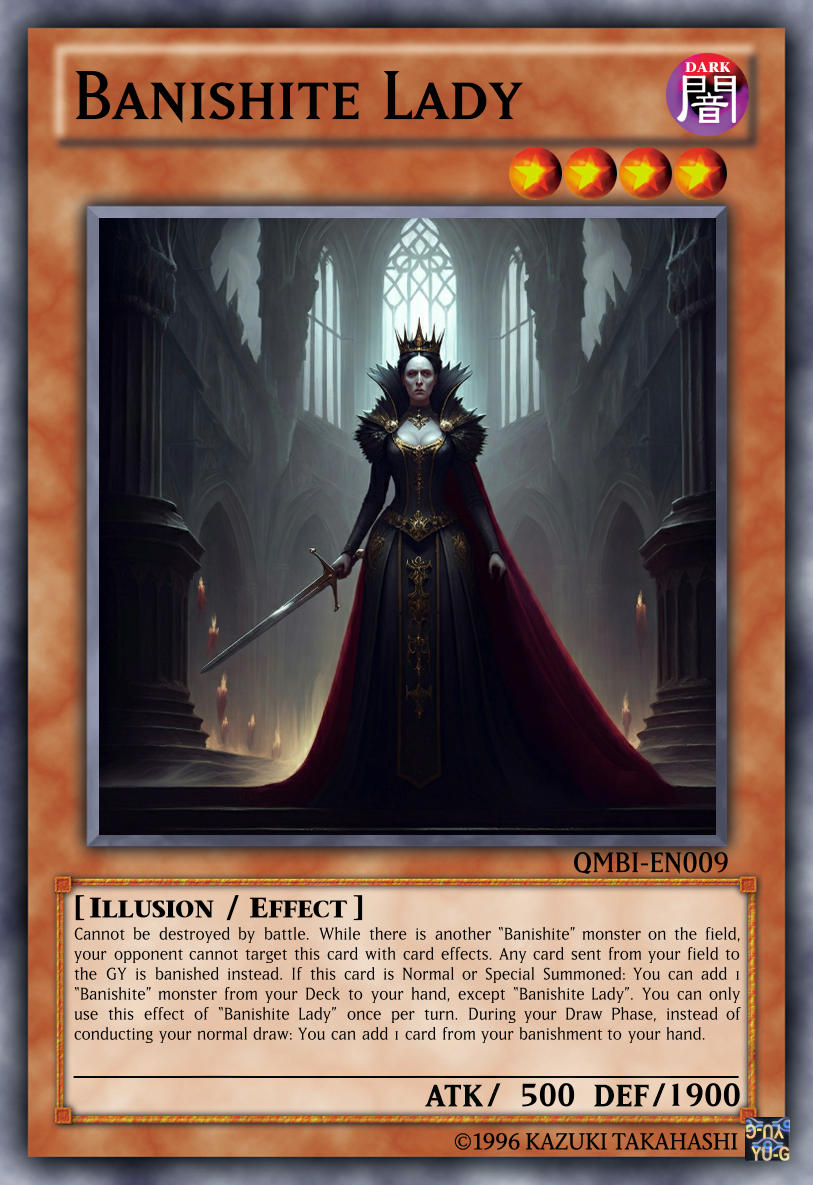 Banishite Lady
DARK
闇
QMBI-EN009
[ Illusion / Effect ]
Cannot be destroyed by battle. While there is another "Banishite" monster on the field,
your opponent cannot target this card with card effects. Any card sent from your field to
the GY is banished instead. If this card is Normal or Special Summoned: You can add 1
"Banishite" monster from your Deck to your hand, except "Banishite Lady". You can only
use this effect of "Banishite Lady" once per turn. During your Draw Phase, instead of
conducting your normal draw: You can add 1 card from your banishment to your hand.
ATK/ 500 DEF/1900
©1996 KAZUKI TAKAHASHI
YU-G
YU-G